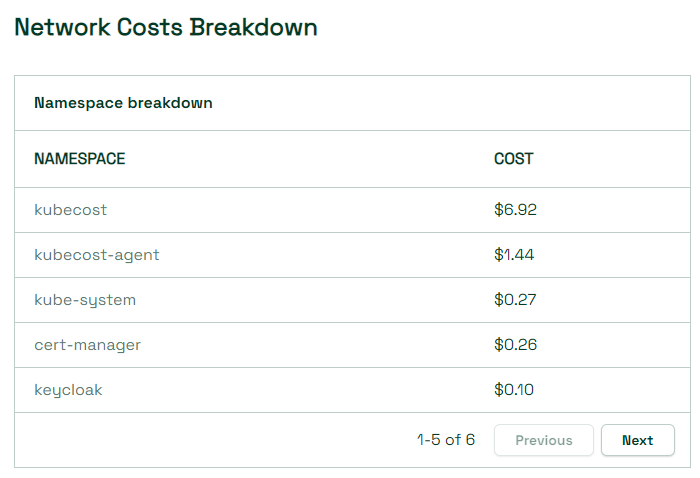 Network Costs Breakdown
Namespace breakdown
NAMESPACE COST
kubecost $6.92
kubecost-agent $1.44
kube-system $0.27
cert-manager $0.26
keycloak $0.10
1-5 of 6 Previous Next